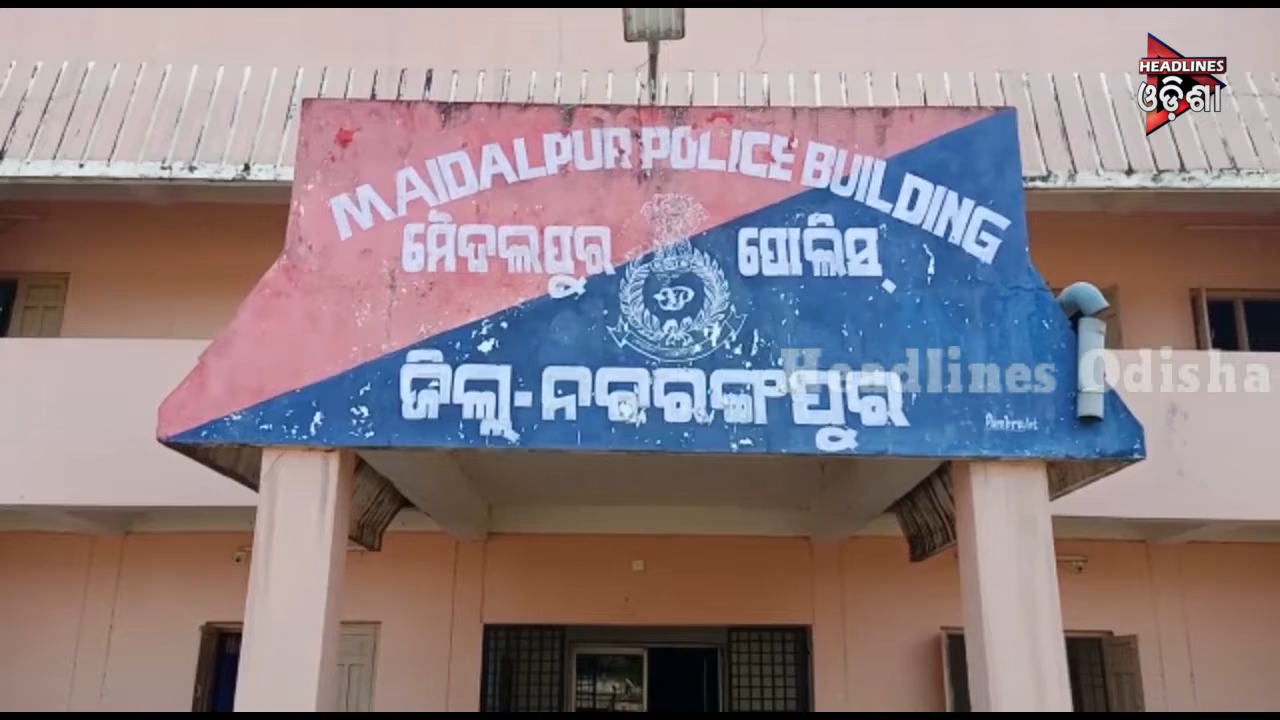 HEADLINES
ଓଡ଼ିଶା
MAIDALPUR POLICE BUILDING
ମୈଦଲପୁର ପୋଲିସ୍
Headlines Odisha
ଜିଲ୍ଲା-ନବରଙ୍ଗପୁର